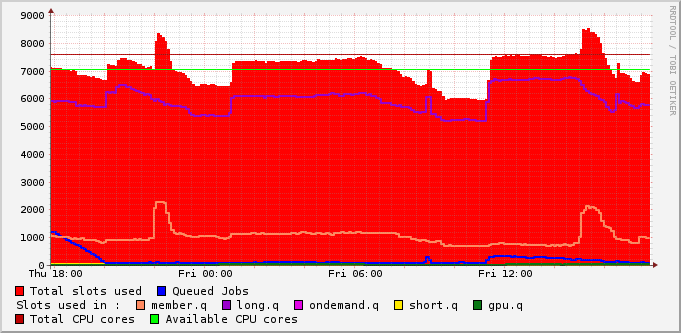 9000
8000
7000
6000
5000
4000
3000
2000
1000
0
Thu 18:00 Fri 00:00 Fri 06:00 Fri 12:00
Total slots used Queued Jobs
Slots used in : member.q long.q ondemand.q short.q gpu.q
Total CPU cores Available CPU cores
RRDTOOL / TOBI OETIKER